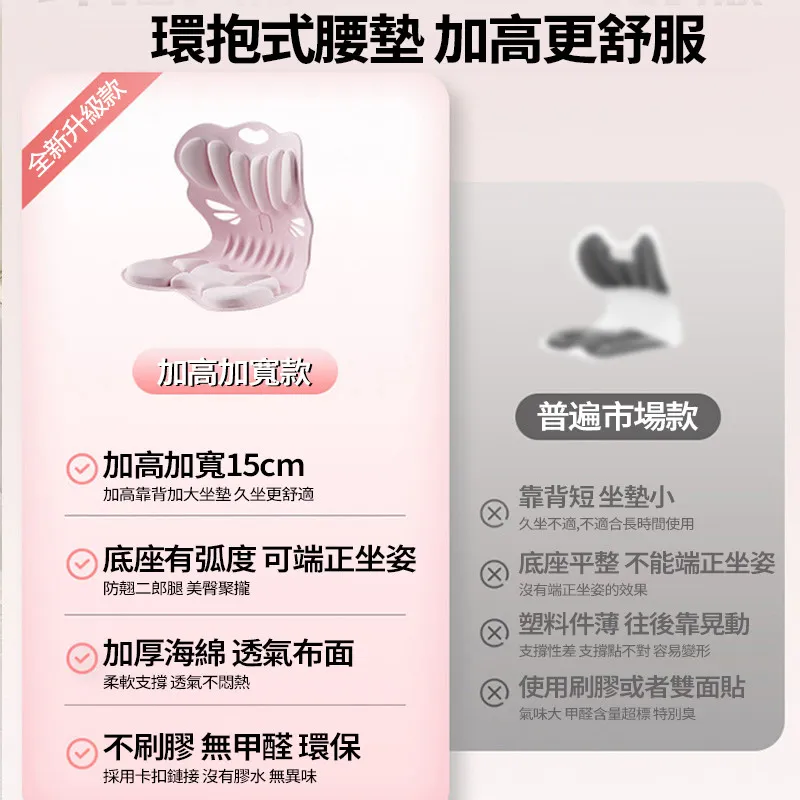 環抱式腰墊 加高更舒服
全新升級款
加高加寬款
加高加寬15cm
加高靠背加大坐墊 久坐更舒適
底座有弧度 可端正坐姿
防翹二郎腿 美臀聚攏
加厚海綿 透氣布面
柔軟支撐 透氣不悶熱
不刷膠 無甲醛 環保
採用卡扣鏈接 沒有膠水 無異味
普遍市場款
靠背短 坐墊小
久坐不適,不適合長時間使用
底座平整 不能端正坐姿
沒有端正坐姿的效果
塑料件薄 往後靠晃動
支撐性差 支撐點不對 容易變形
使用刷膠或者雙面貼
氣味大 甲醛含量超標 特別臭